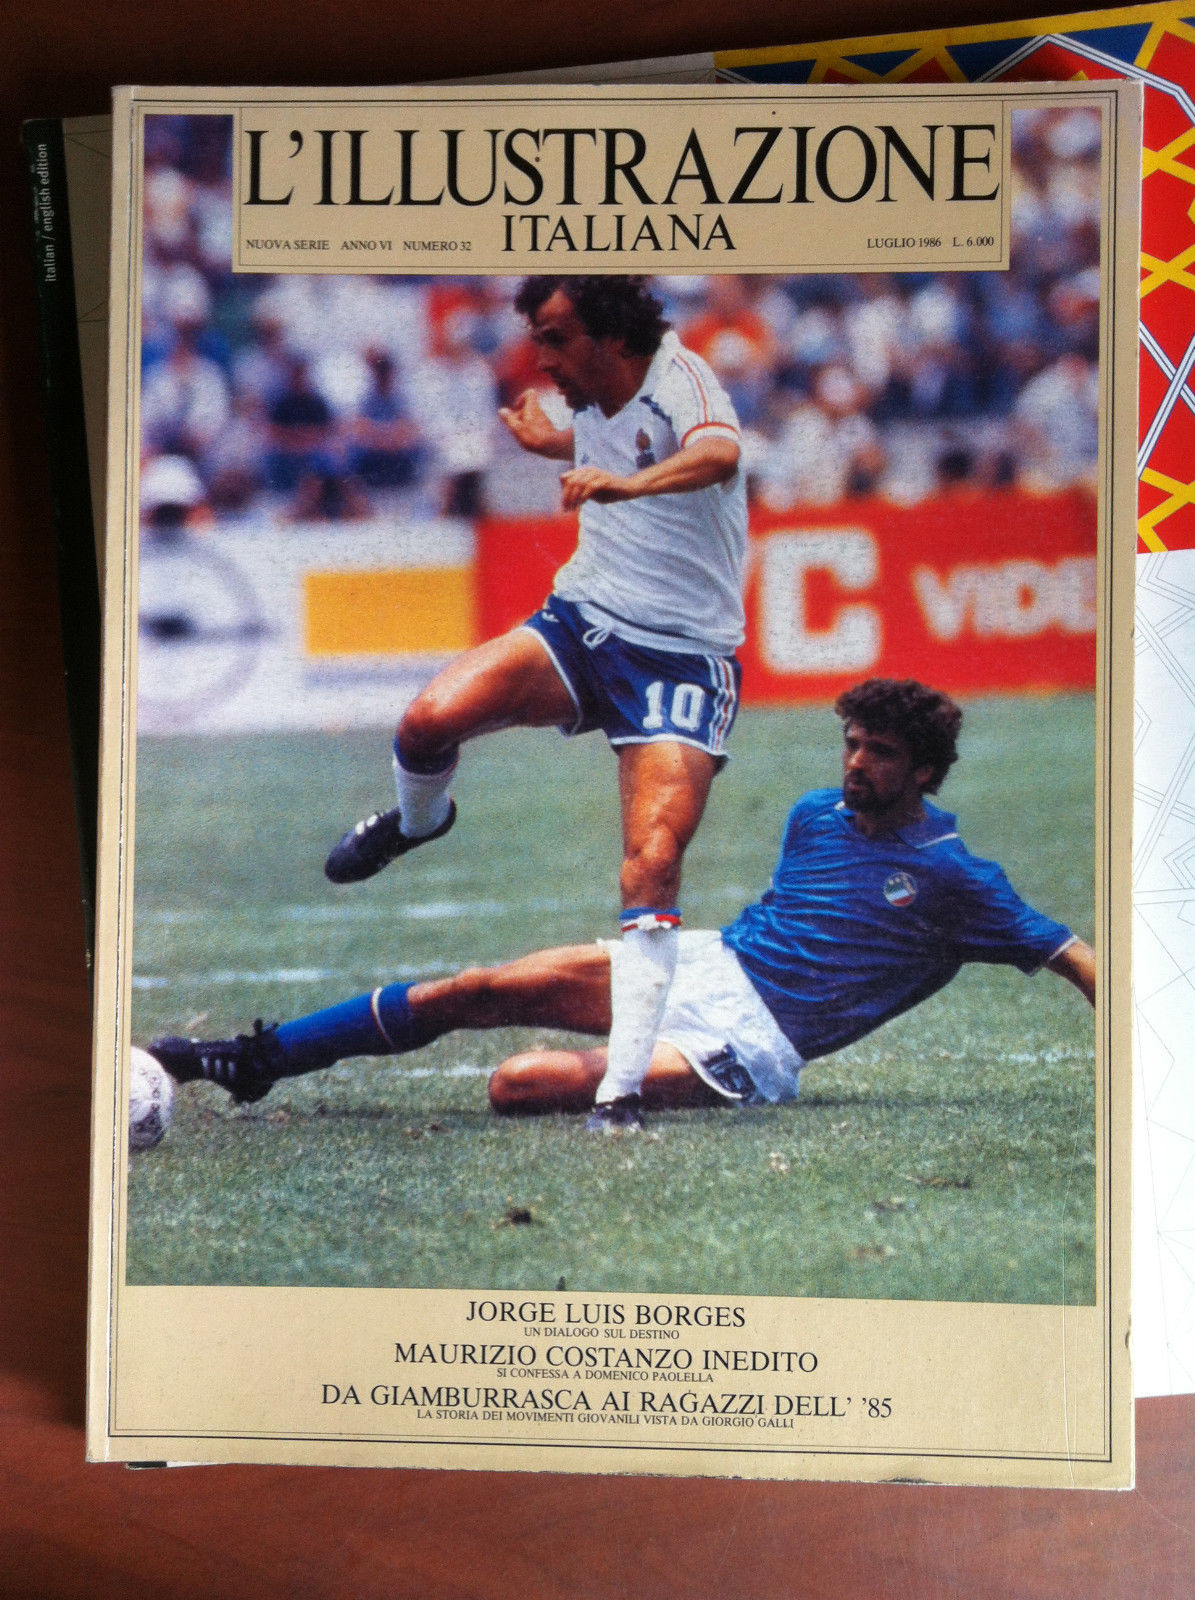 italian / english edition
L'ILLUSTRAZIONE
ITALIANA
NUOVA SERIE ANNO VI NUMERO 32
LUGLIO 1986 L. 6.000
C VIDE
10
JORGE LUIS BORGES
UN DIALOGO SUL DESTINO
MAURIZIO COSTANZO INEDITO
SI CONFESSA A DOMENICO PAOLELLA
DA GIAMBURRASCA AI RAGAZZI DELL' '85
LA STORIA DEI MOVIMENTI GIOVANILI VISTA DA GIORGIO GALLI